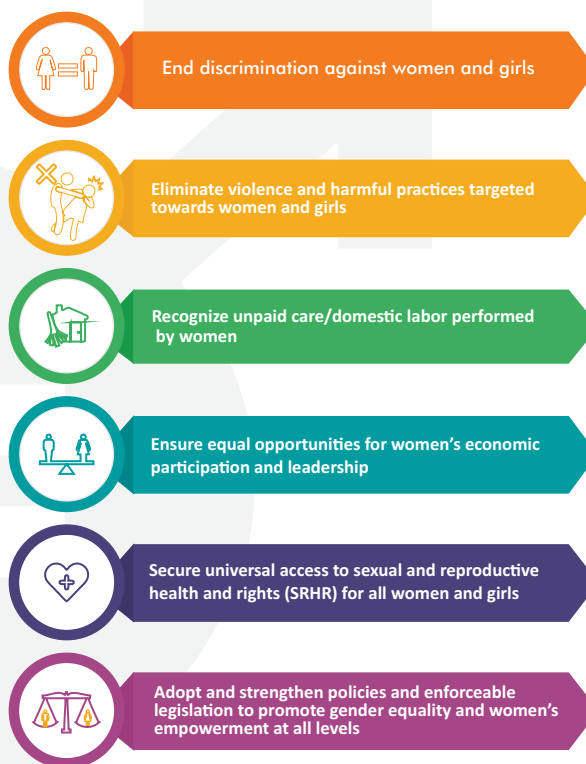 End discrimination against women and girls
Eliminate violence and harmful practices targeted
towards women and girls
Recognize unpaid care/domestic labor performed
by women
Ensure equal opportunities for women's economic
participation and leadership
Secure universal access to sexual and reproductive
health and rights (SRHR) for all women and girls
Adopt and strengthen policies and enforceable
legislation to promote gender equality and women's
empowerment at all levels